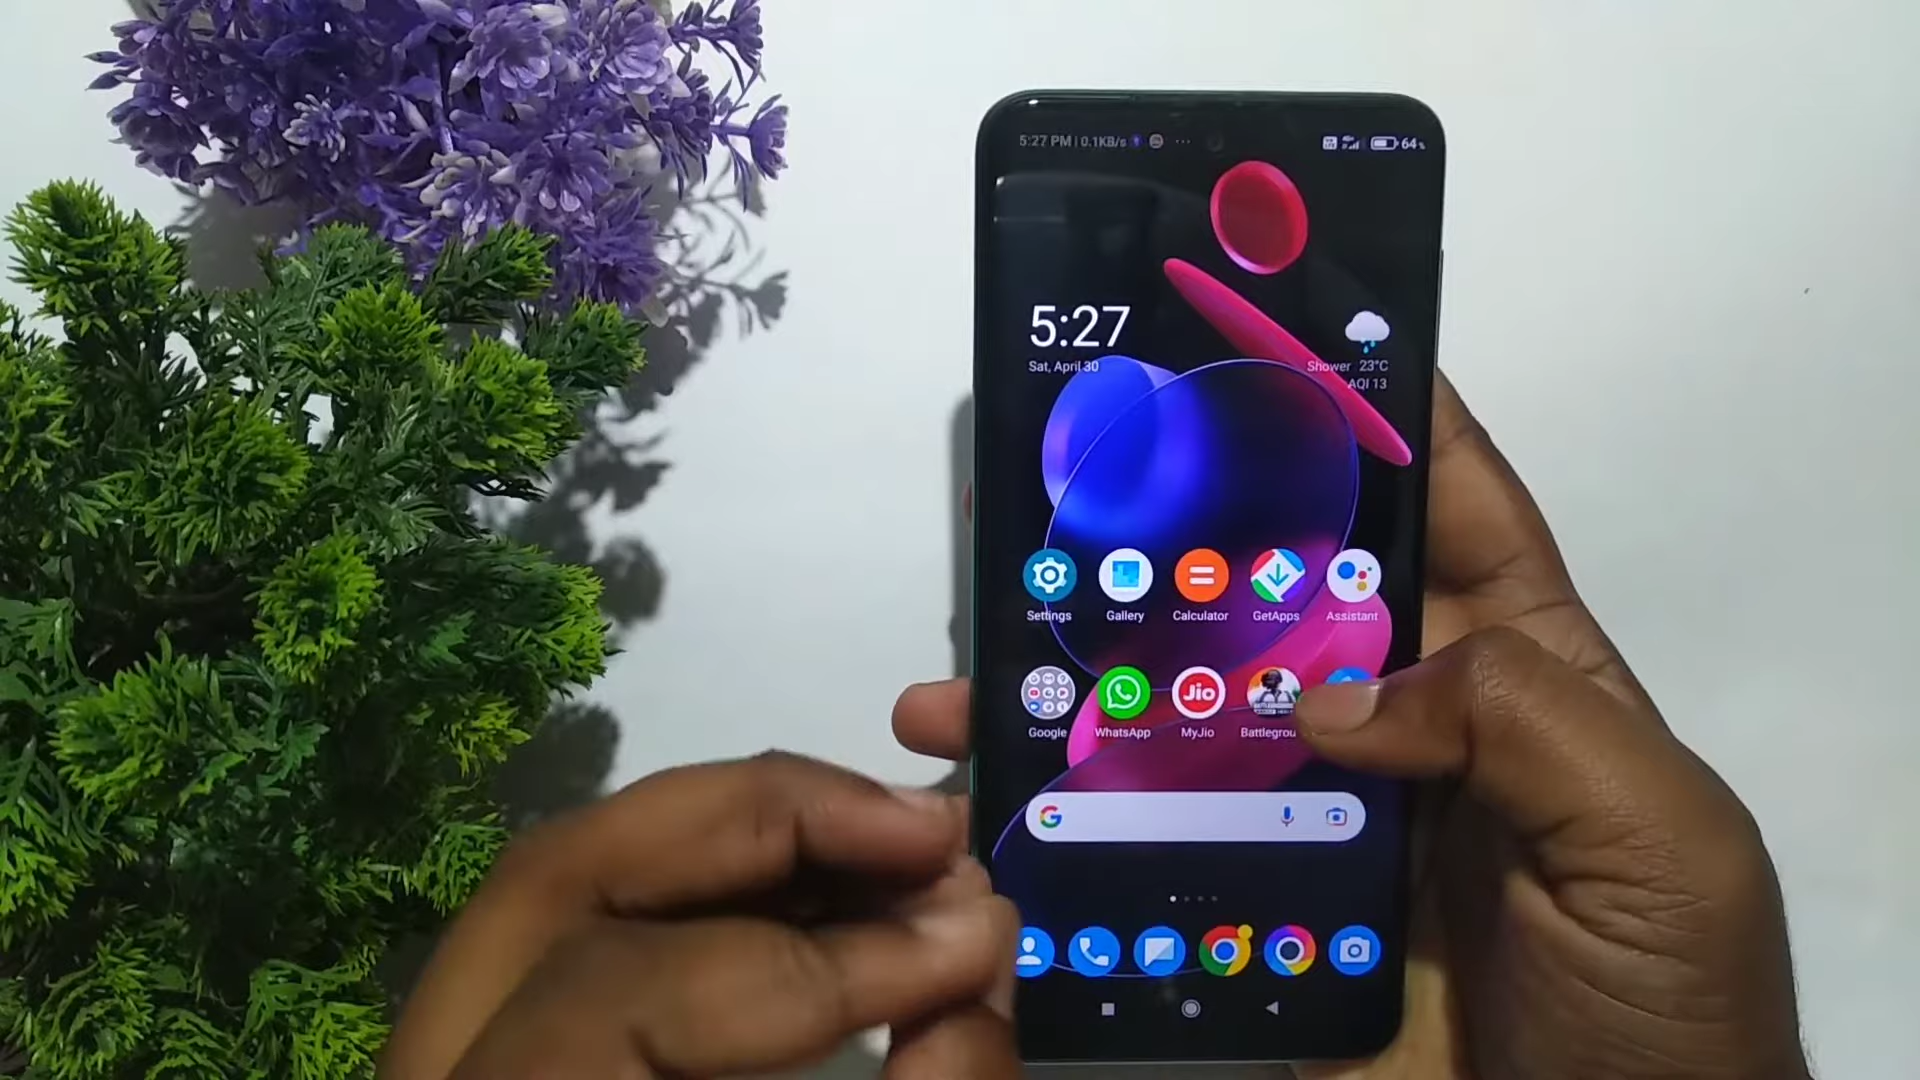 5:27 PM | 0.1KB/s ... 64%
5:27
Sat, April 30
Shower 23°C
AQI 13
Settings Gallery Calculator GetApps Assistant
Jio
Google WhatsApp MyJio Battlegrou